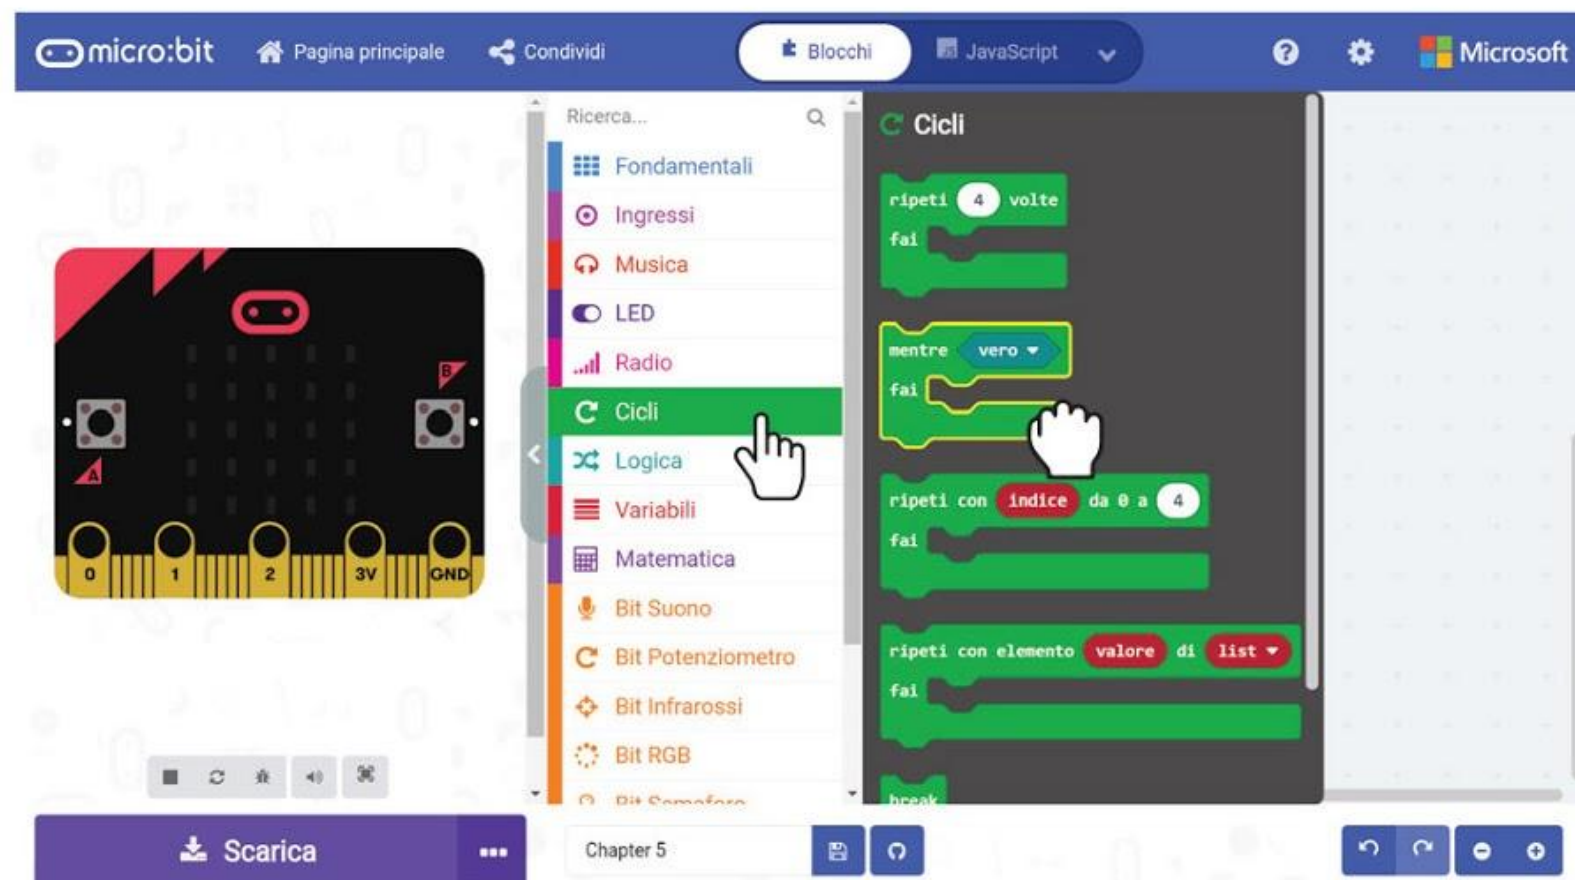 micro:bit Pagina principale Condividi Blocchi JavaScript Microsoft
B
A
0 1 2 3V GND
Scarica
Ricerca...
Fondamentali
Ingressi
Musica
LED
Radio
Cicli
Logica
Variabili
Matematica
Bit Suono
Bit Potenziometro
Bit Infrarossi
Bit RGB
Bit Semaforo
Cicli
ripeti 4 volte
fai
mentre vero
fai
ripeti con indice da 0 a 4
fai
ripeti con elemento valore di list
fai
break
Chapter 5